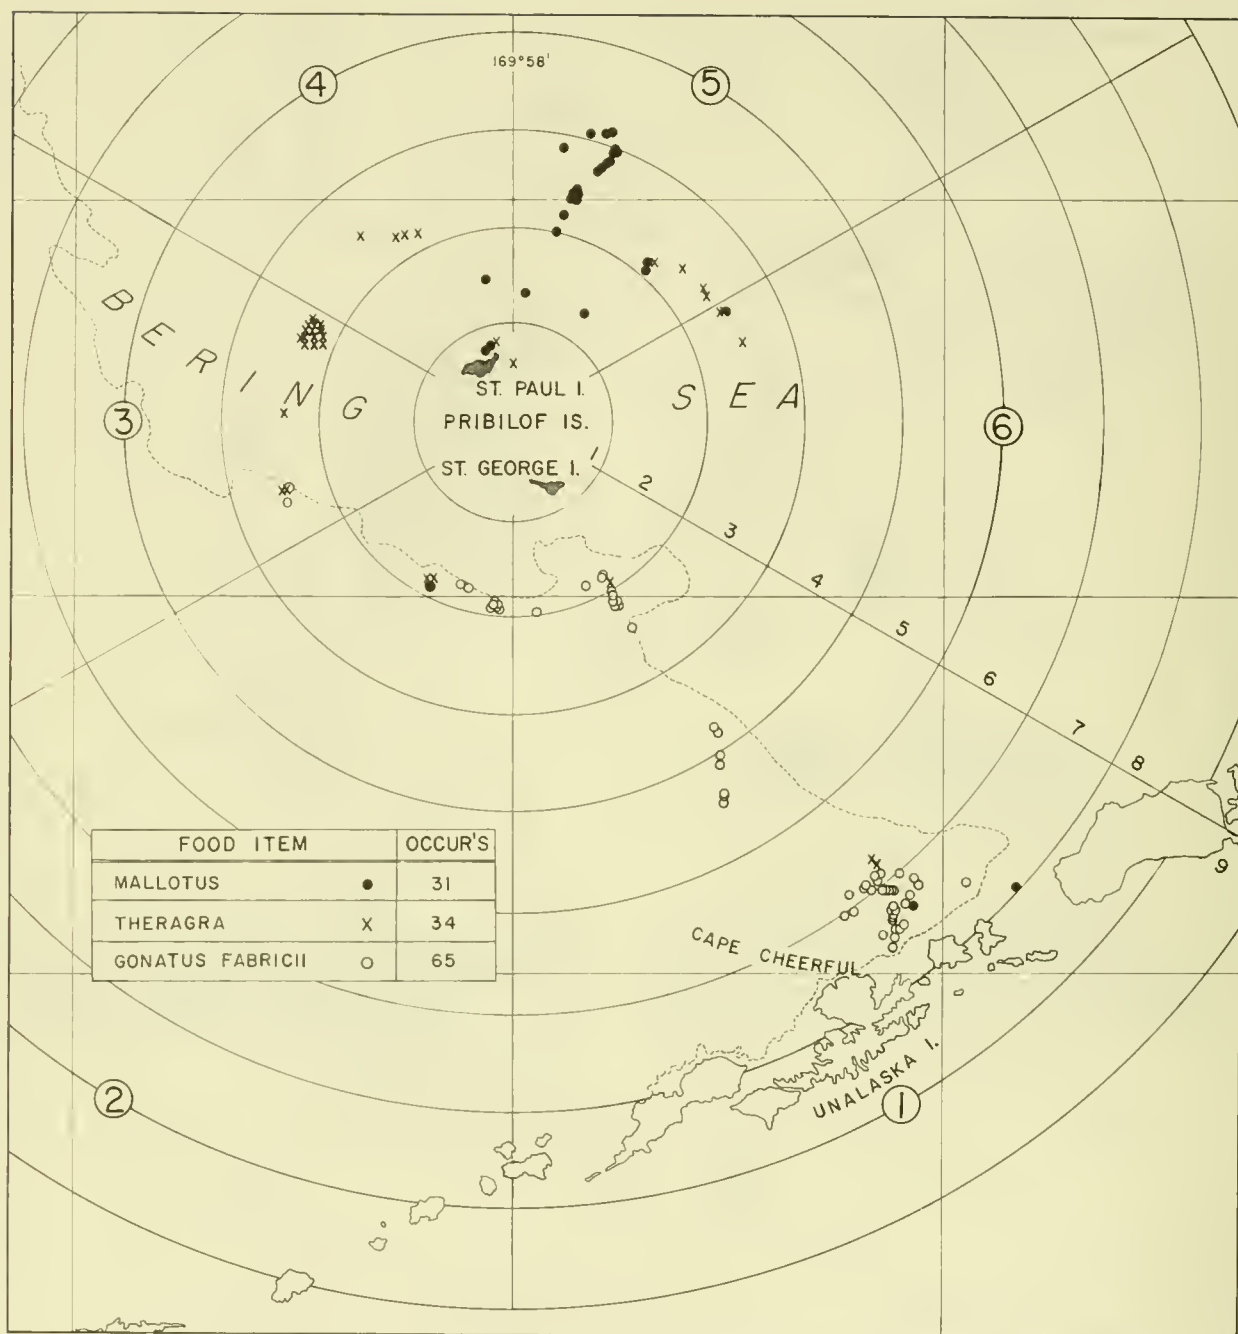 169°58'
4
5
BERING SEA
3
6
ST. PAUL I.
PRIBILOF IS.
ST. GEORGE I.
1
2
3
4
5
6
7
8
9
FOOD ITEM OCCUR'S
MALLOTUS ● 31
THERAGRA X 34
GONATUS FABRICII O 65
CAPE CHEERFUL
UNALASKA I.
2
1